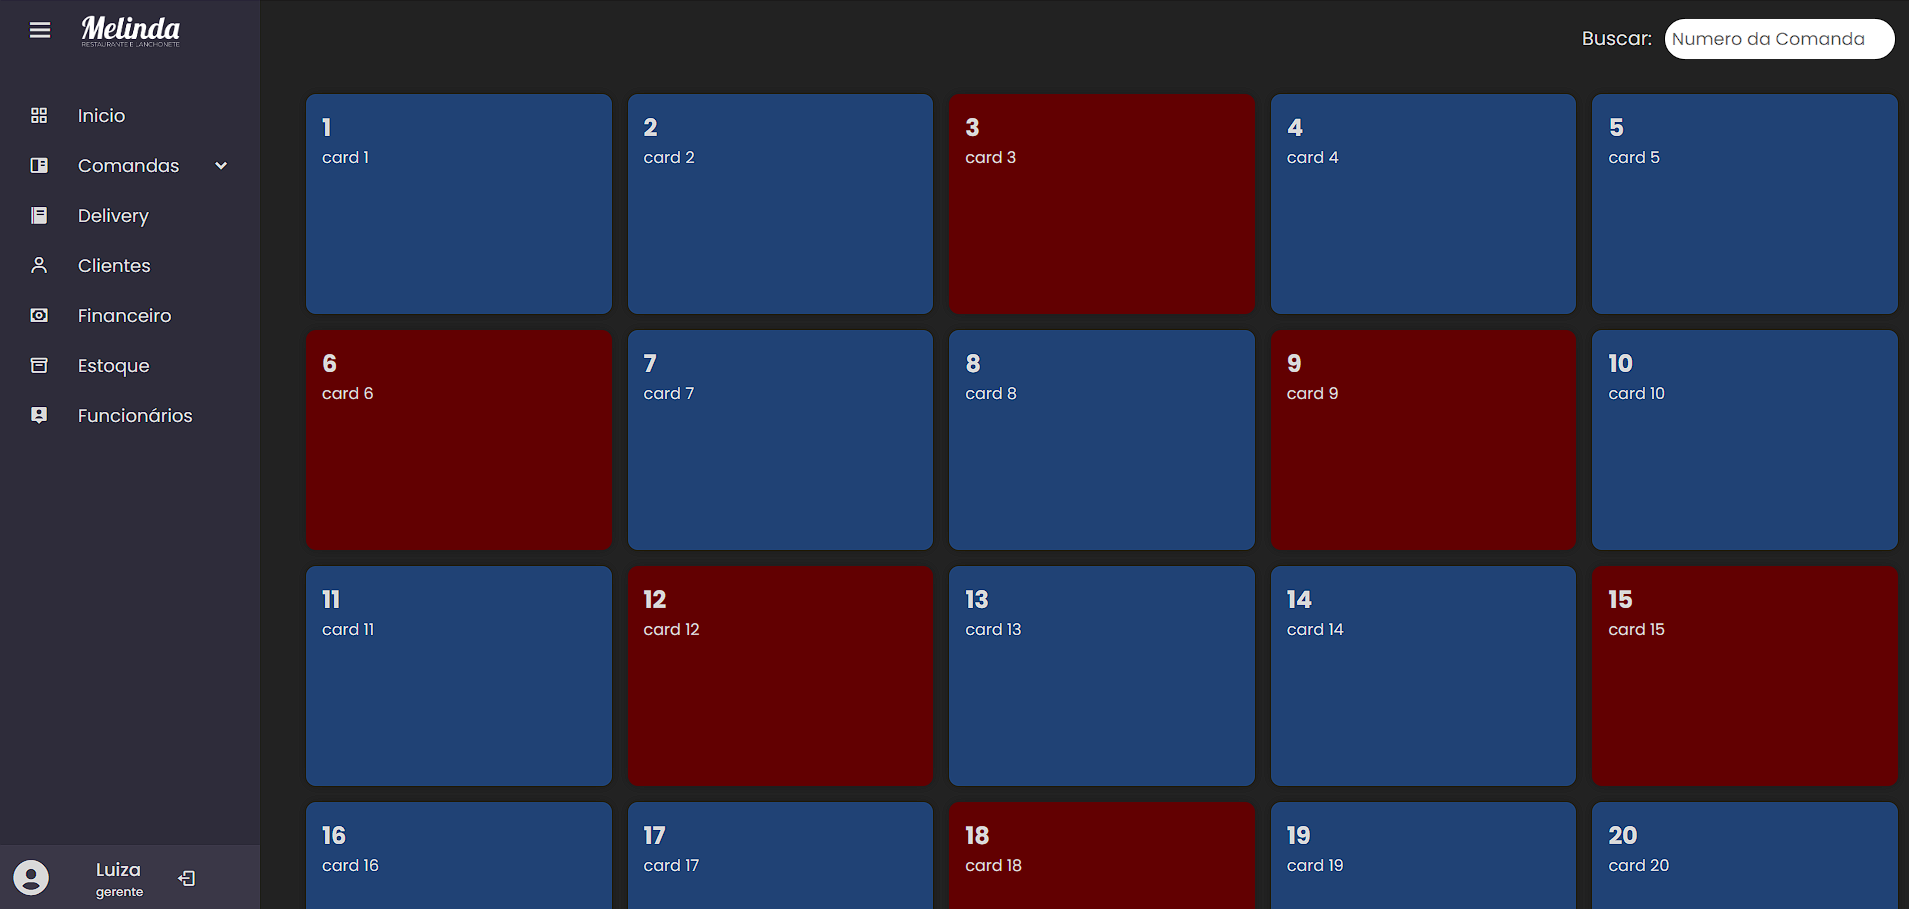 Melinda
RESTAURANTE E LANCHONETE
Inicio
Comandas
Delivery
Clientes
Financeiro
Estoque
Funcionários
Luiza
gerente
Buscar: Numero da Comanda
1
card 1
2
card 2
3
card 3
4
card 4
5
card 5
6
card 6
7
card 7
8
card 8
9
card 9
10
card 10
11
card 11
12
card 12
13
card 13
14
card 14
15
card 15
16
card 16
17
card 17
18
card 18
19
card 19
20
card 20